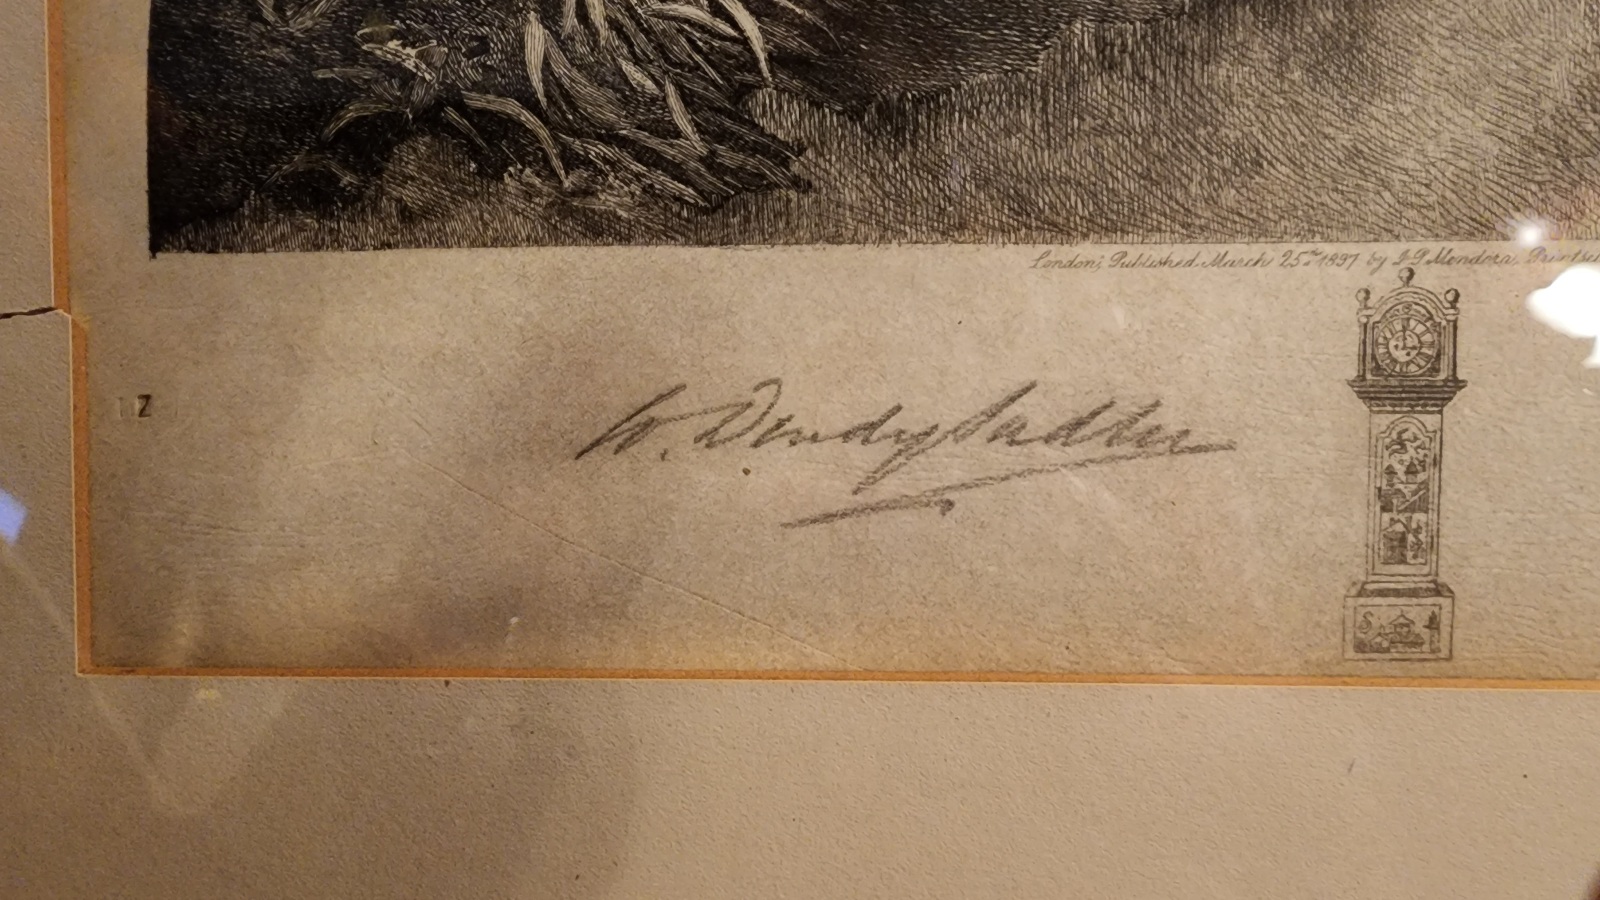 London; Published March 25th 1897 by I. P. Mendoza,
Z
W. Dendy Sadler